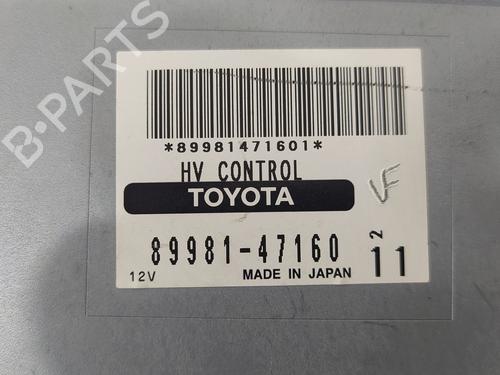 B-PARTS
*89981471601*
HV CONTROL
TOYOTA
VF
89981-47160
2
11
12V
MADE IN JAPAN